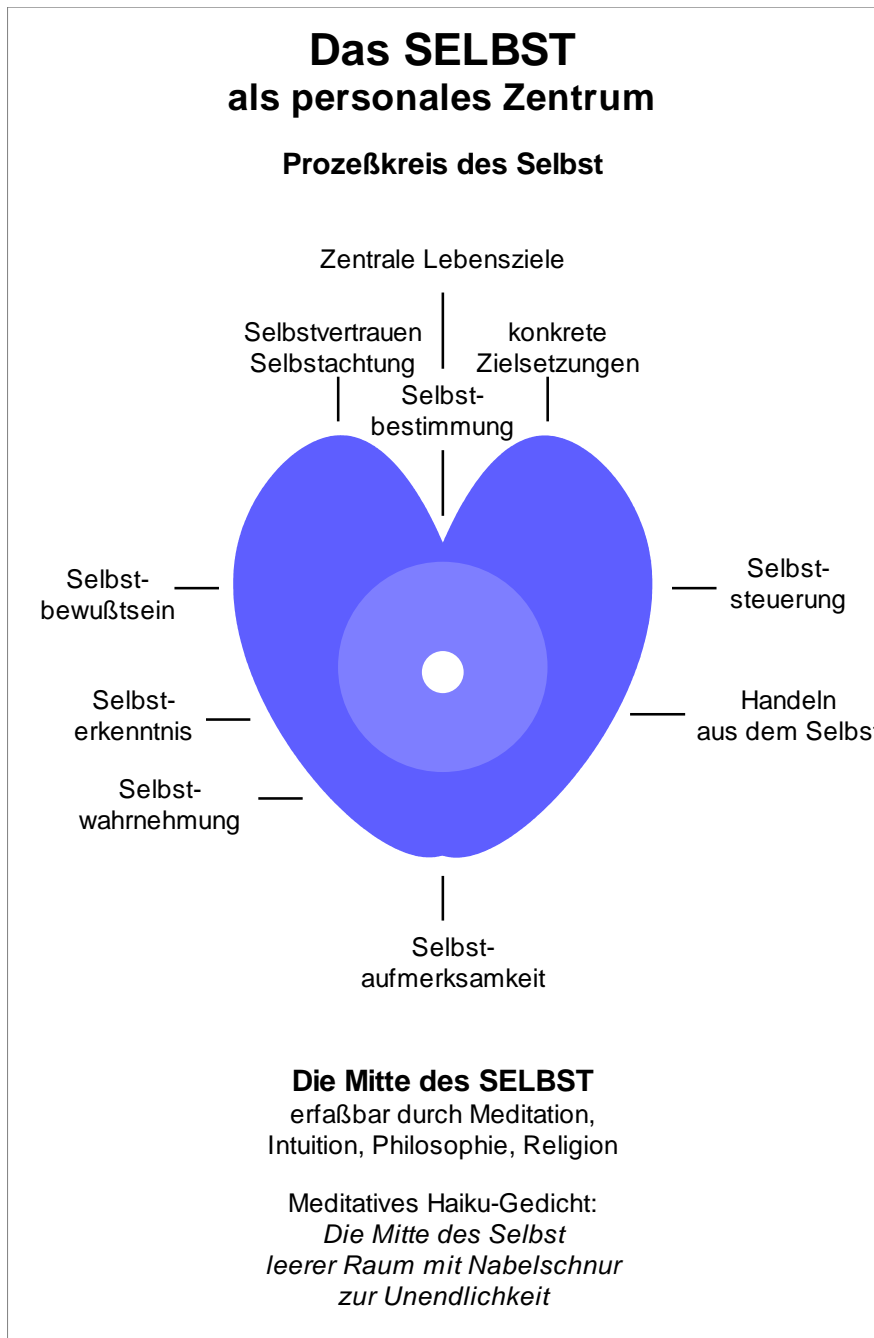 Das SELBST
als personales Zentrum
Prozeßkreis des Selbst
Zentrale Lebensziele
Selbstvertrauen
Selbstachtung
konkrete
Zielsetzungen
Selbst-
bestimmung
Selbst-
bewußtsein
Selbst-
steuerung
Selbst-
erkenntnis
Handeln
aus dem Selbst
Selbst-
wahrnehmung
Selbst-
aufmerksamkeit
Die Mitte des SELBST
erfaßbar durch Meditation,
Intuition, Philosophie, Religion
Meditatives Haiku-Gedicht:
Die Mitte des Selbst
leerer Raum mit Nabelschnur
zur Unendlichkeit